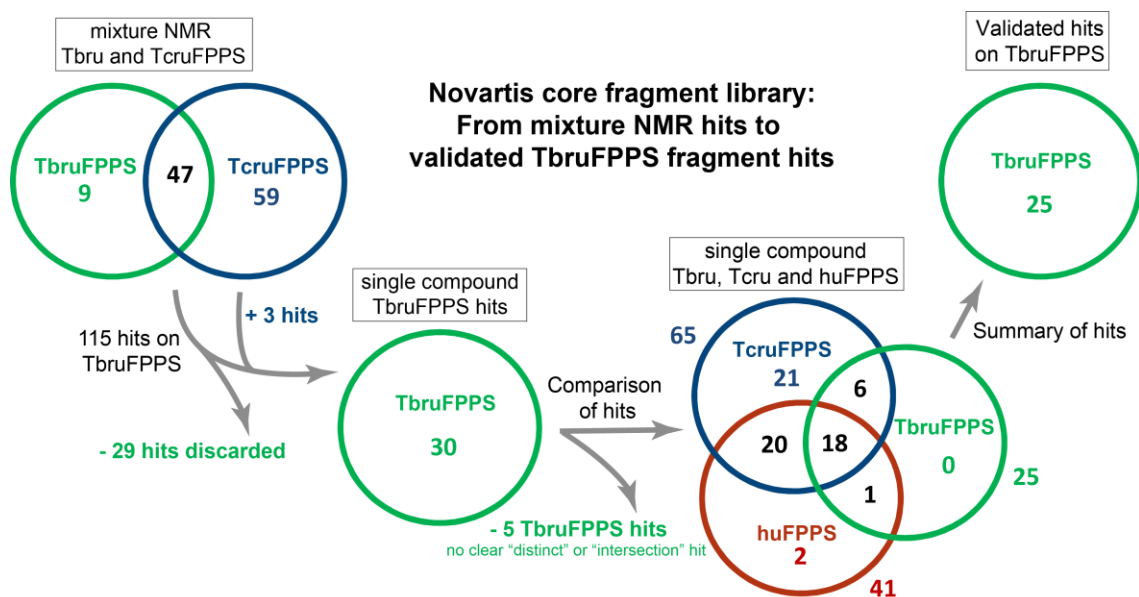 mixture NMR
Tbru and TcruFPPS
TbruFPPS
9
47
TcruFPPS
59
Novartis core fragment library:
From mixture NMR hits to
validated TbruFPPS fragment hits
Validated hits
on TbruFPPS
TbruFPPS
25
115 hits on
TbruFPPS
+ 3 hits
- 29 hits discarded
single compound
TbruFPPS hits
TbruFPPS
30
Comparison
of hits
- 5 TbruFPPS hits
no clear “distinct” or “intersection” hit
single compound
Tbru, Tcru and huFPPS
65
TcruFPPS
21
6
20
18
TbruFPPS
0
25
1
huFPPS
2
41
Summary of hits